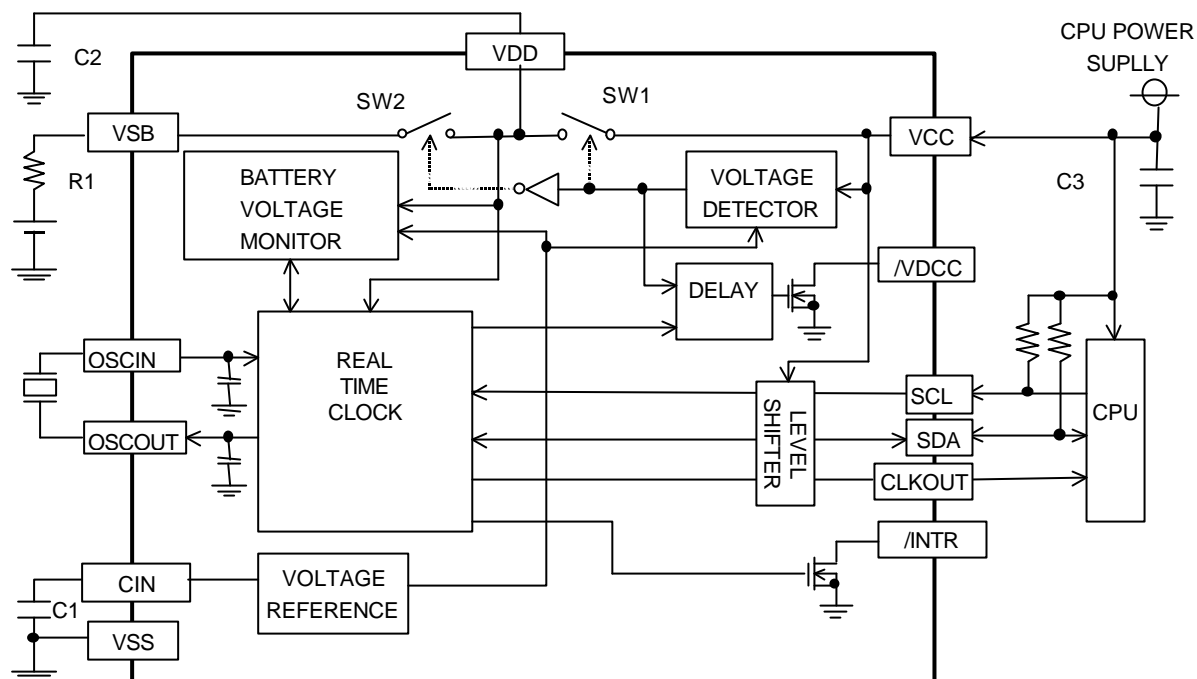 CPU POWER
SUPLLY
C2
VDD
SW2
SW1
VSB
VCC
R1
BATTERY
VOLTAGE
MONITOR
VOLTAGE
DETECTOR
C3
/VDCC
DELAY
OSCIN
REAL
TIME
CLOCK
LEVEL
SHIFTER
SCL
CPU
OSCOUT
SDA
CLKOUT
/INTR
CIN
VOLTAGE
REFERENCE
C1
VSS